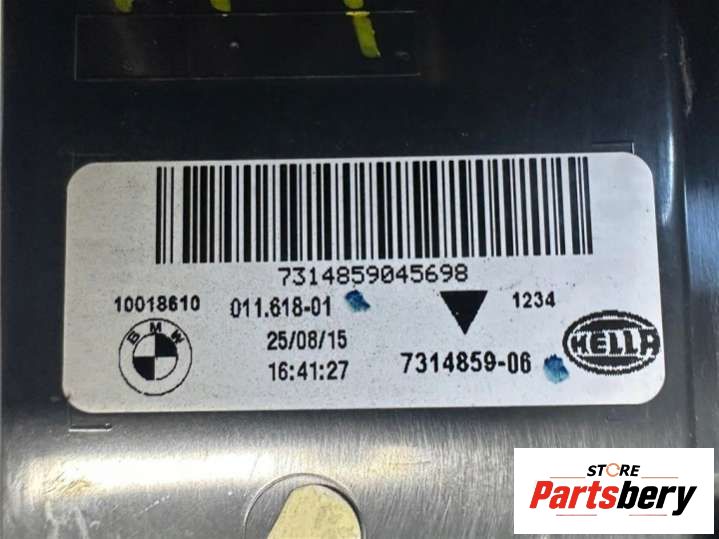 7314859045698
10018610 011.618-01 1234
BMW 25/08/15 HELLA
16:41:27 7314859-06
STORE
Partsbery